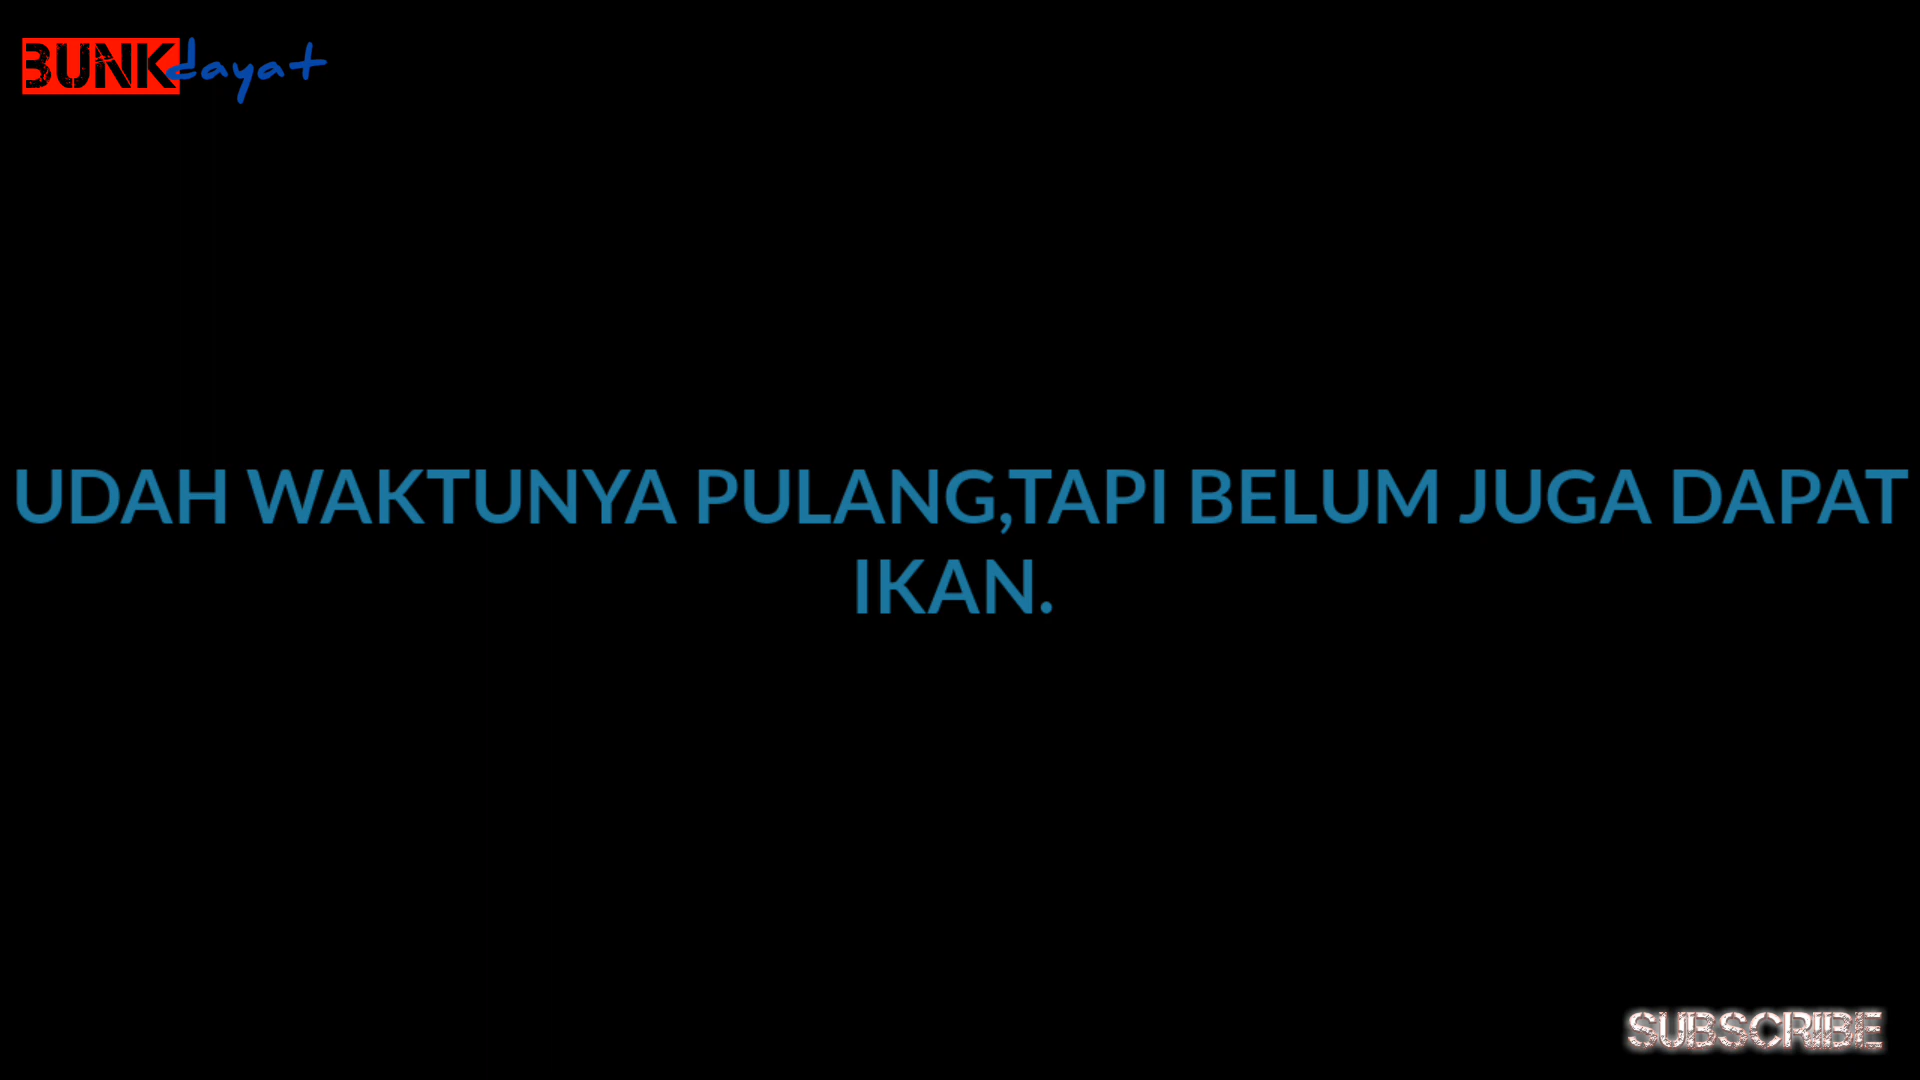 BUNKdayat
UDAH WAKTUNYA PULANG,TAPI BELUM JUGA DAPAT
IKAN.
SUBSCRIBE